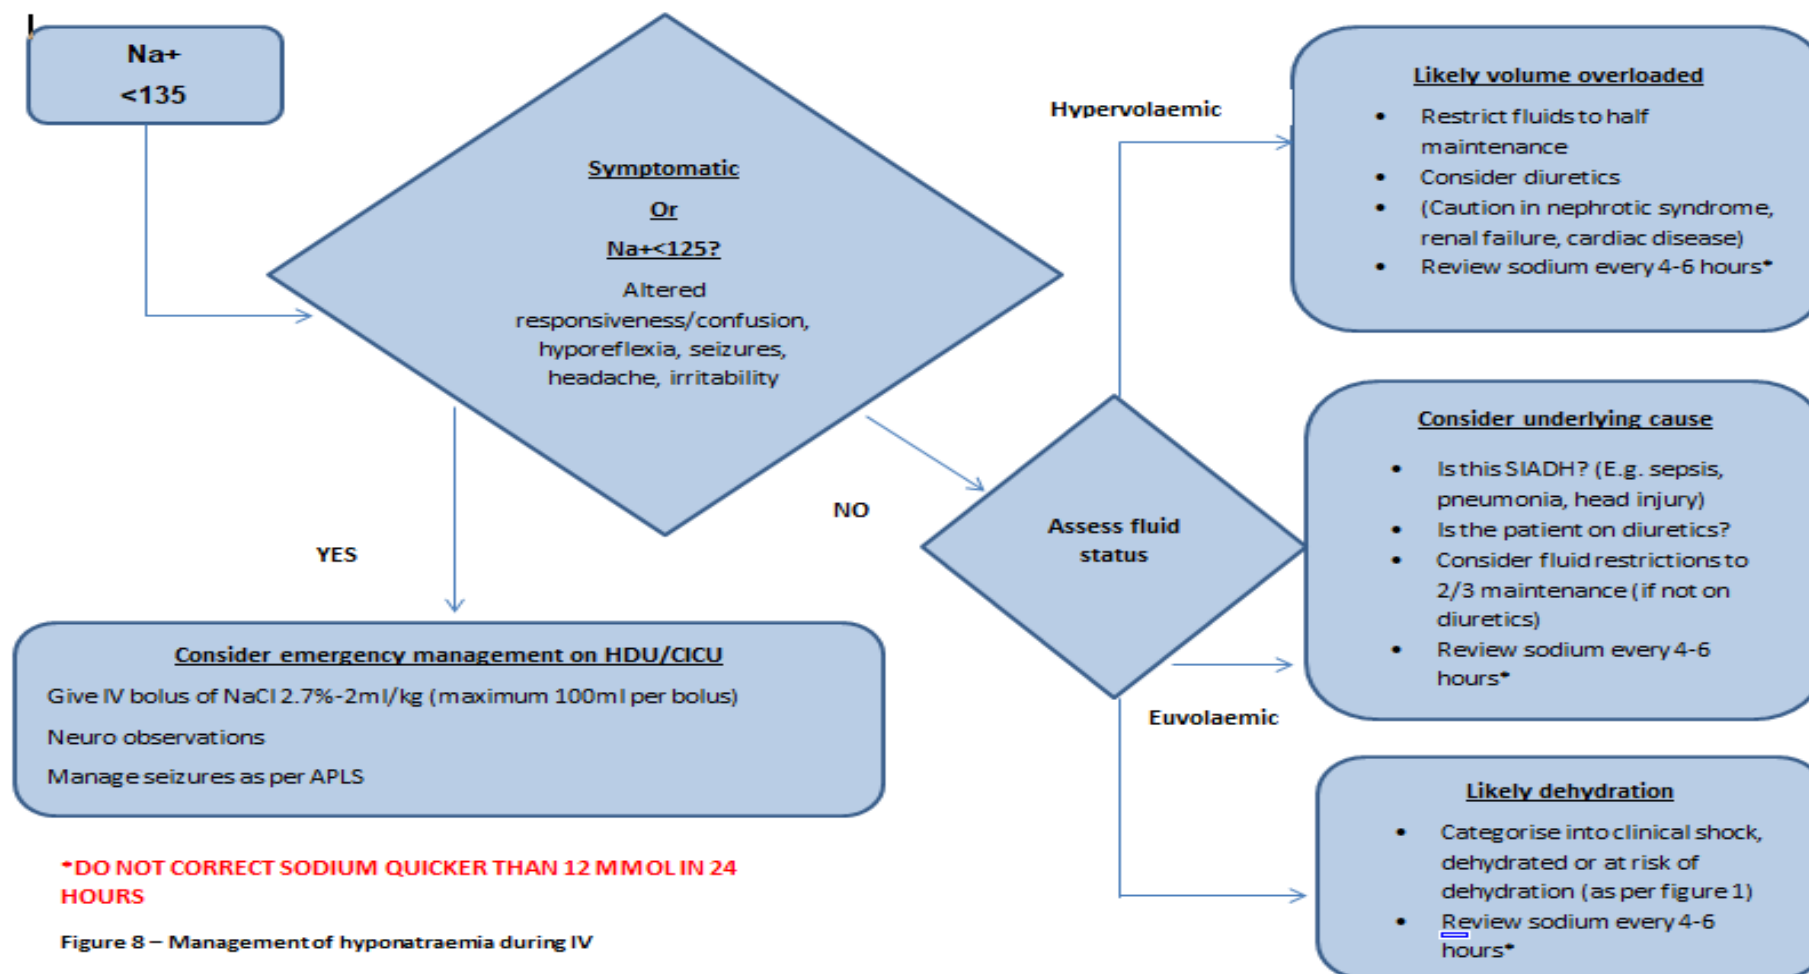 Na+
<135
Symptomatic
Or
Na+<125?
Altered
responsiveness/confusion,
hyporeflexia, seizures,
headache, irritability
YES
NO
Consider emergency management on HDU/CICU
Give IV bolus of NaCl 2.7%-2ml/kg (maximum 100ml per bolus)
Neuro observations
Manage seizures as per APLS
Assess fluid
status
Hypervolaemic
Likely volume overloaded
• Restrict fluids to half
maintenance
• Consider diuretics
• (Caution in nephrotic syndrome,
renal failure, cardiac disease)
• Review sodium every 4-6 hours*
Consider underlying cause
• Is this SIADH? (E.g. sepsis,
pneumonia, head injury)
• Is the patient on diuretics?
• Consider fluid restrictions to
2/3 maintenance (if not on
diuretics)
• Review sodium every 4-6
hours*
Euvolaemic
Likely dehydration
• Categorise into clinical shock,
dehydrated or at risk of
dehydration (as per figure 1)
• Review sodium every 4-6
hours*
*DO NOT CORRECT SODIUM QUICKER THAN 12 MMOL IN 24
HOURS
Figure 8 – Management of hyponatraemia during IV